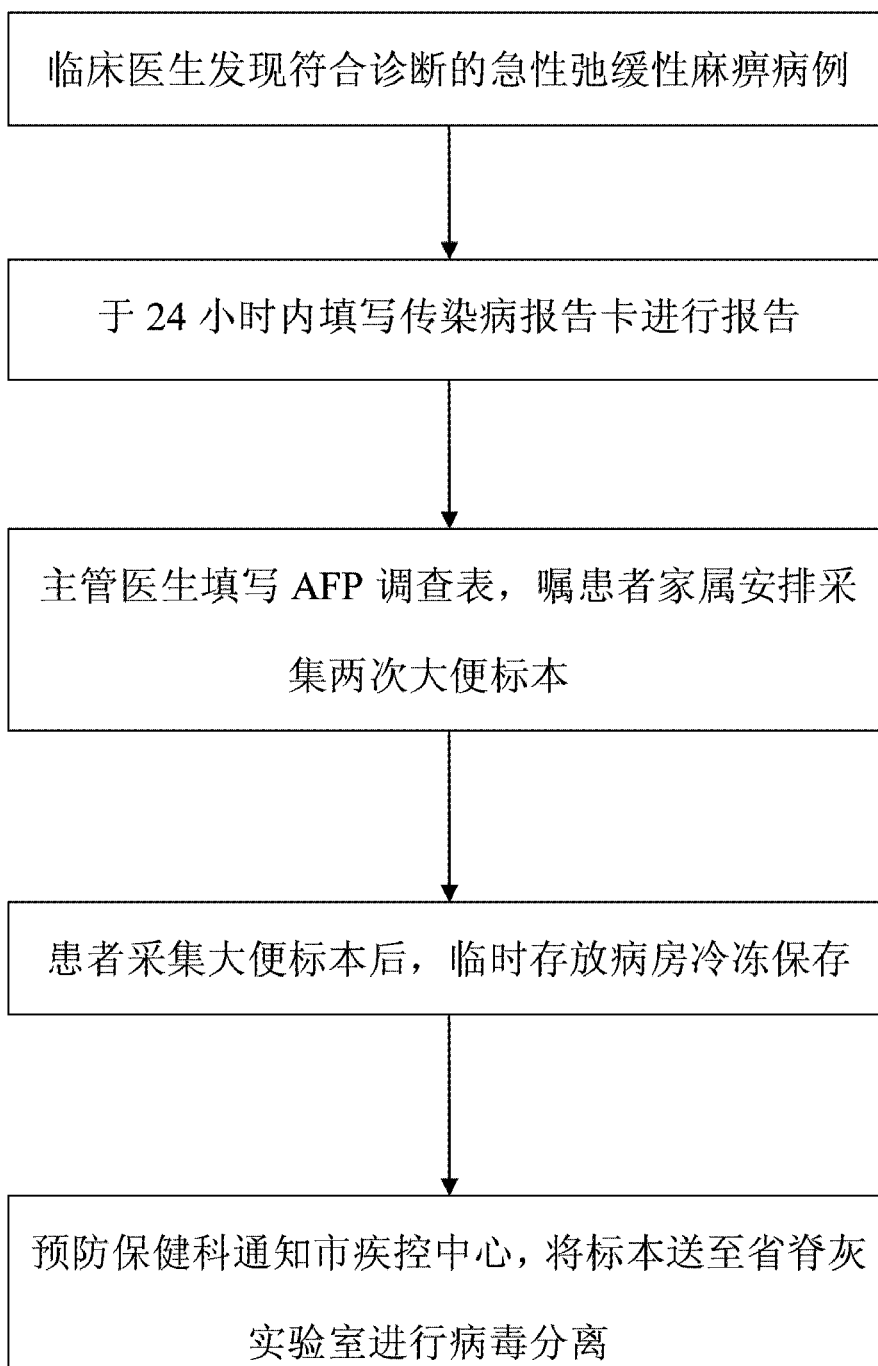 临床医生发现符合诊断的急性弛缓性麻痹病例
于 24 小时内填写传染病报告卡进行报告
主管医生填写 AFP 调查表，嘱患者家属安排采
集两次大便标本
患者采集大便标本后，临时存放病房冷冻保存
预防保健科通知市疾控中心，将标本送至省脊灰
实验室进行病毒分离